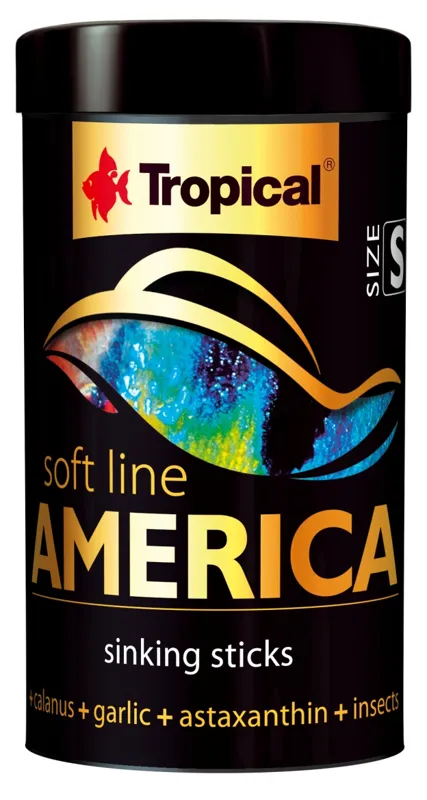 Tropical®
SIZE S
soft line
AMERICA
sinking sticks
+calanus + garlic + astaxanthin + insects